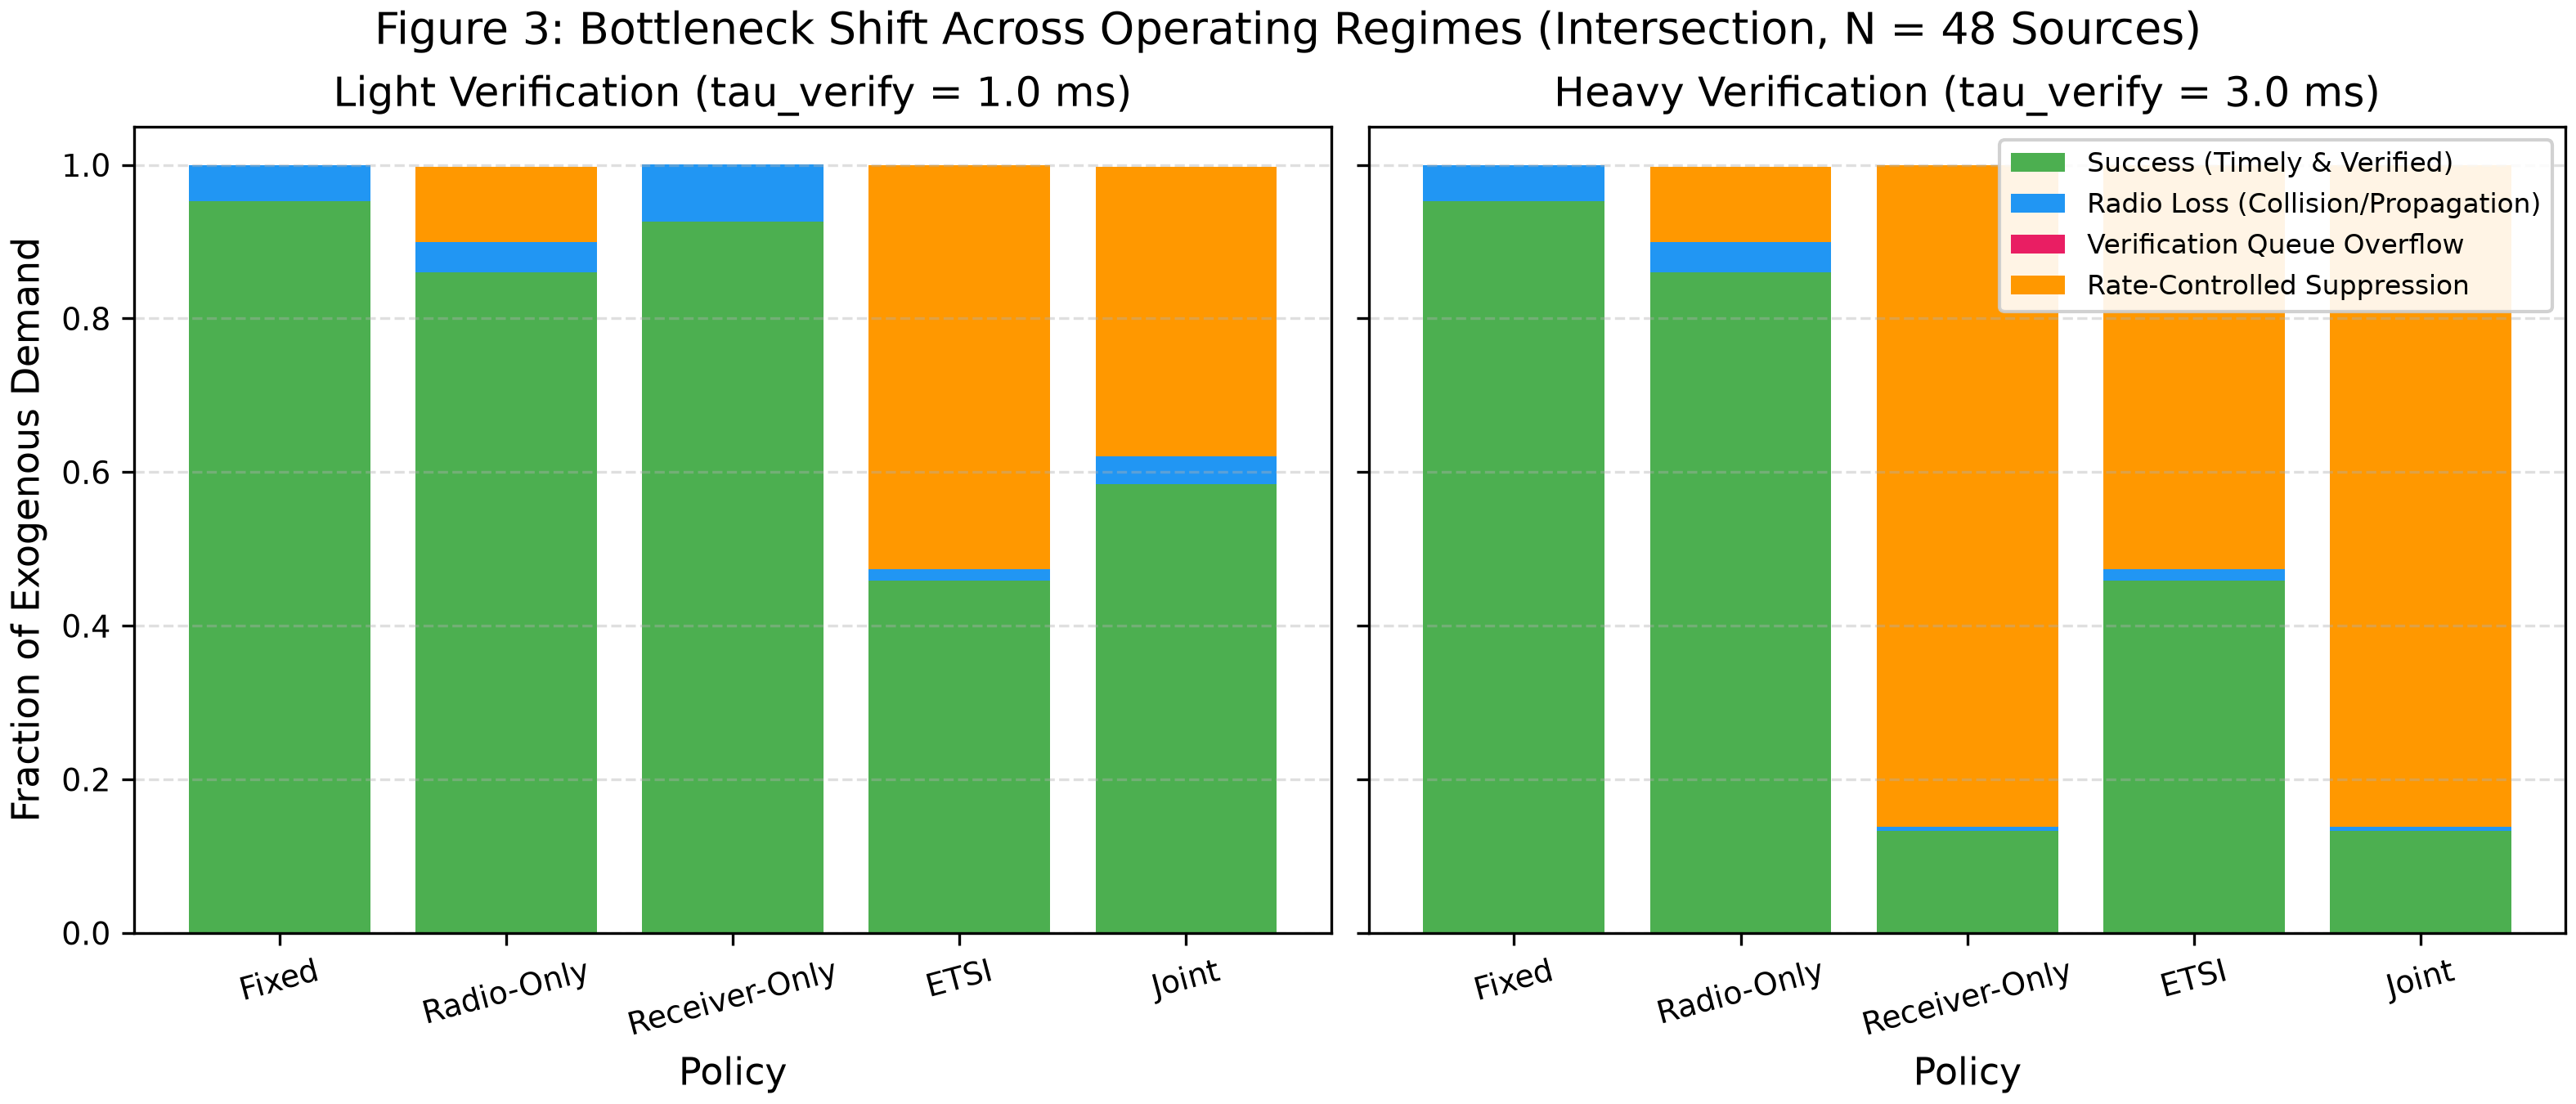 Figure 3: Bottleneck Shift Across Operating Regimes (Intersection, N = 48 Sources)
Light Verification (tau_verify = 1.0 ms)
Fraction of Exogenous Demand
1.0
0.8
0.6
0.4
0.2
0.0
Fixed
Radio-Only
Receiver-Only
ETSI
Joint
Policy
Heavy Verification (tau_verify = 3.0 ms)
Success (Timely & Verified)
Radio Loss (Collision/Propagation)
Verification Queue Overflow
Rate-Controlled Suppression
Fixed
Radio-Only
Receiver-Only
ETSI
Joint
Policy